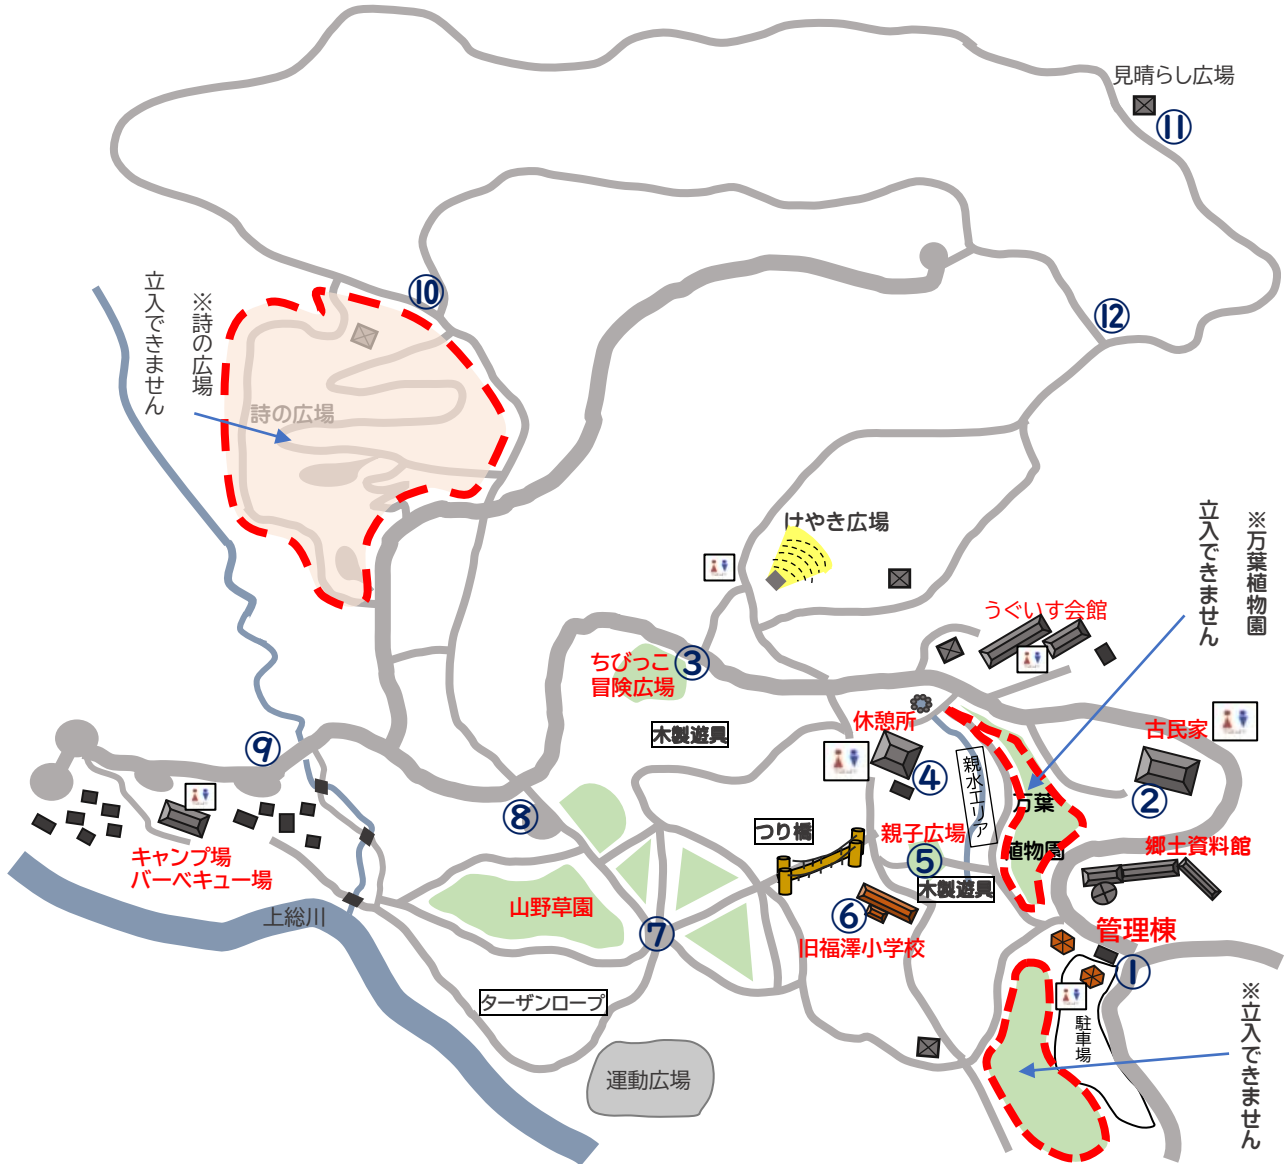 見晴らし広場
⑪
⑩
⑫
立入できません
※詩の広場
詩の広場
けやき広場
※万葉植物園
立入できません
うぐいす会館
ちびっこ
冒険広場
③
木製遊具
休憩所
④
古民家
②
親水エリア
万葉
植物園
⑨
⑧
つり橋
親子広場
⑤
木製遊具
郷土資料館
キャンプ場
バーベキュー場
上総川
山野草園
⑦
⑥
旧福澤小学校
管理棟
①
ターザンロープ
駐車場
※立入できません
運動広場